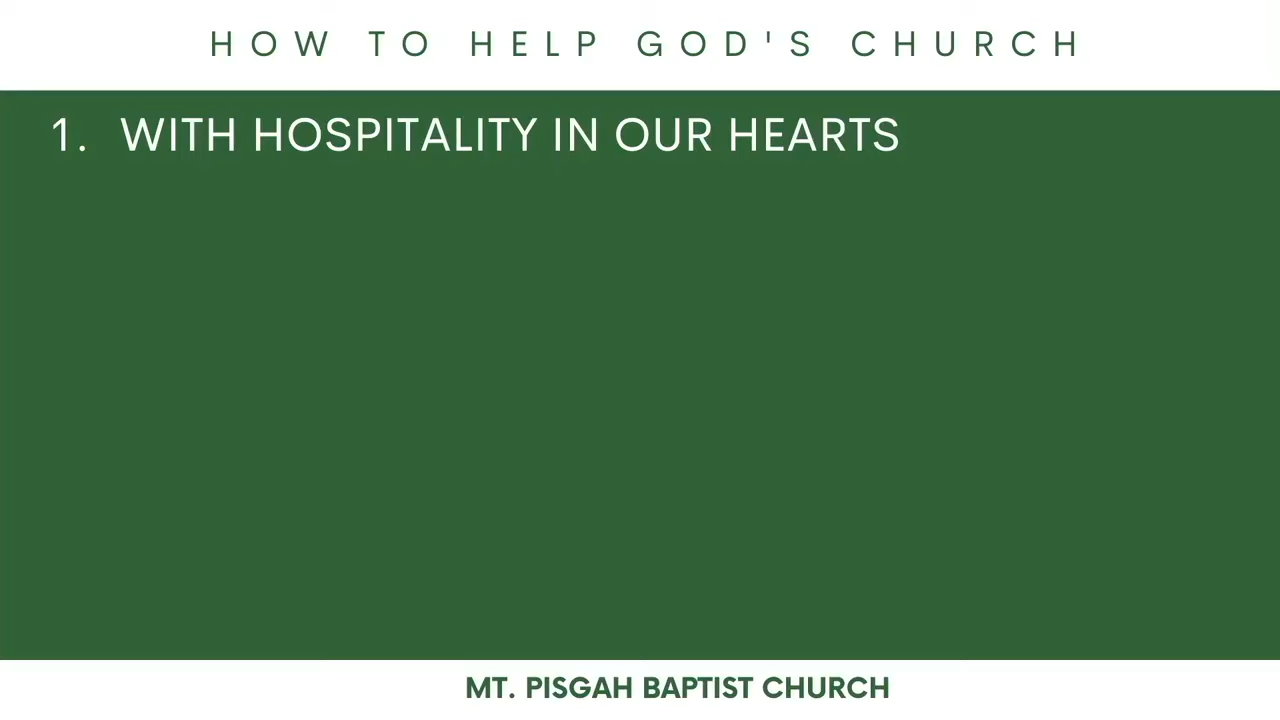 HOW TO HELP GOD'S CHURCH
1. WITH HOSPITALITY IN OUR HEARTS
MT. PISGAH BAPTIST CHURCH